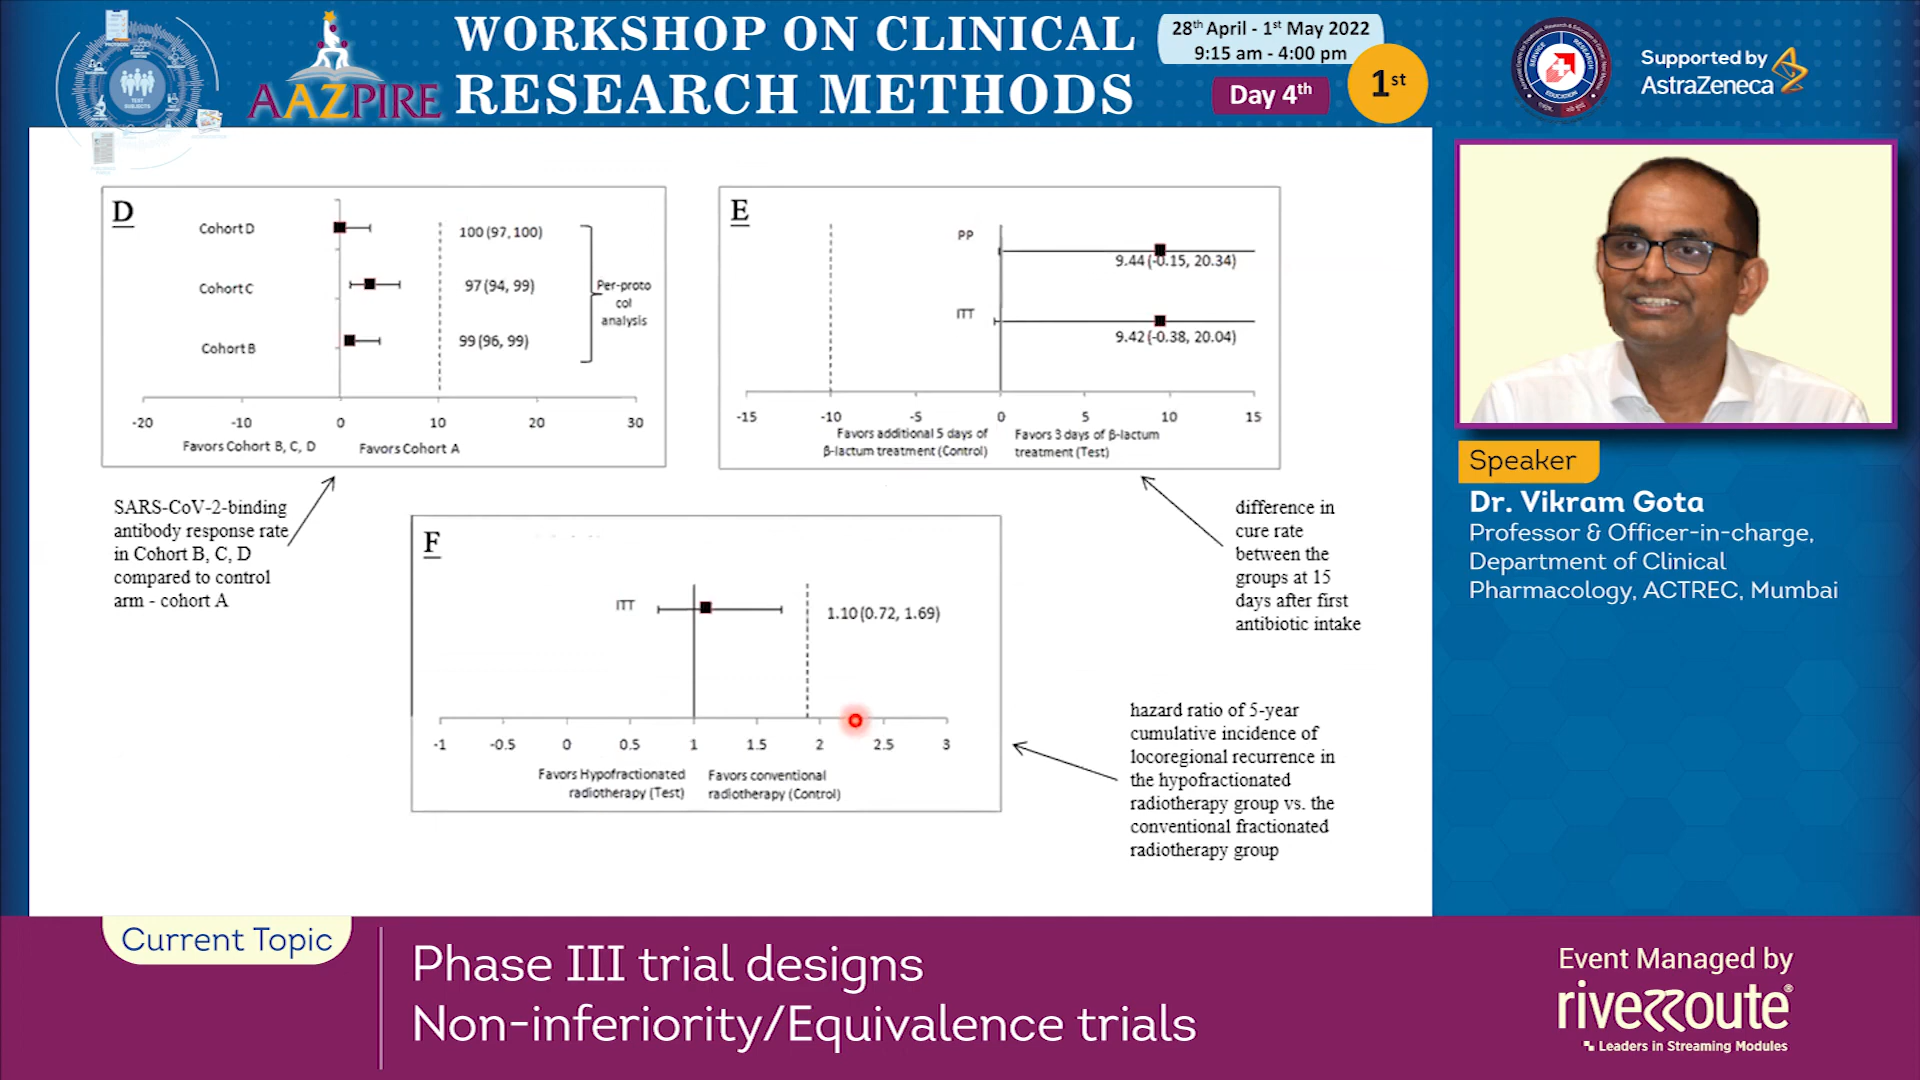 AAZPIRE
WORKSHOP ON CLINICAL
RESEARCH METHODS
28th April - 1st May 2022
9:15 am - 4:00 pm
Day 4th
1st
Supported by
AstraZeneca
D
Cohort D
100 (97, 100)
Cohort C
97 (94, 99)
Per-proto
col
analysis
Cohort B
99 (96, 99)
-20 -10 0 10 20 30
Favors Cohort B, C, D Favors Cohort A
E
PP
9.44 (-0.15, 20.34)
ITT
9.42 (-0.38, 20.04)
-15 -10 -5 0 5 10 15
Favors additional 5 days of
β-lactum treatment (Control)
Favors 3 days of β-lactum
treatment (Test)
SARS-CoV-2-binding
antibody response rate
in Cohort B, C, D
compared to control
arm - cohort A
difference in
cure rate
between the
groups at 15
days after first
antibiotic intake
F
ITT
1.10 (0.72, 1.69)
-1 -0.5 0 0.5 1 1.5 2 2.5 3
Favors Hypofractionated
radiotherapy (Test)
Favors conventional
radiotherapy (Control)
hazard ratio of 5-year
cumulative incidence of
locoregional recurrence in
the hypofractionated
radiotherapy group vs. the
conventional fractionated
radiotherapy group
Speaker
Dr. Vikram Gota
Professor & Officer-in-charge,
Department of Clinical
Pharmacology, ACTREC, Mumbai
Current Topic
Phase III trial designs
Non-inferiority/Equivalence trials
Event Managed by
riveRRoute®
Leaders in Streaming Modules